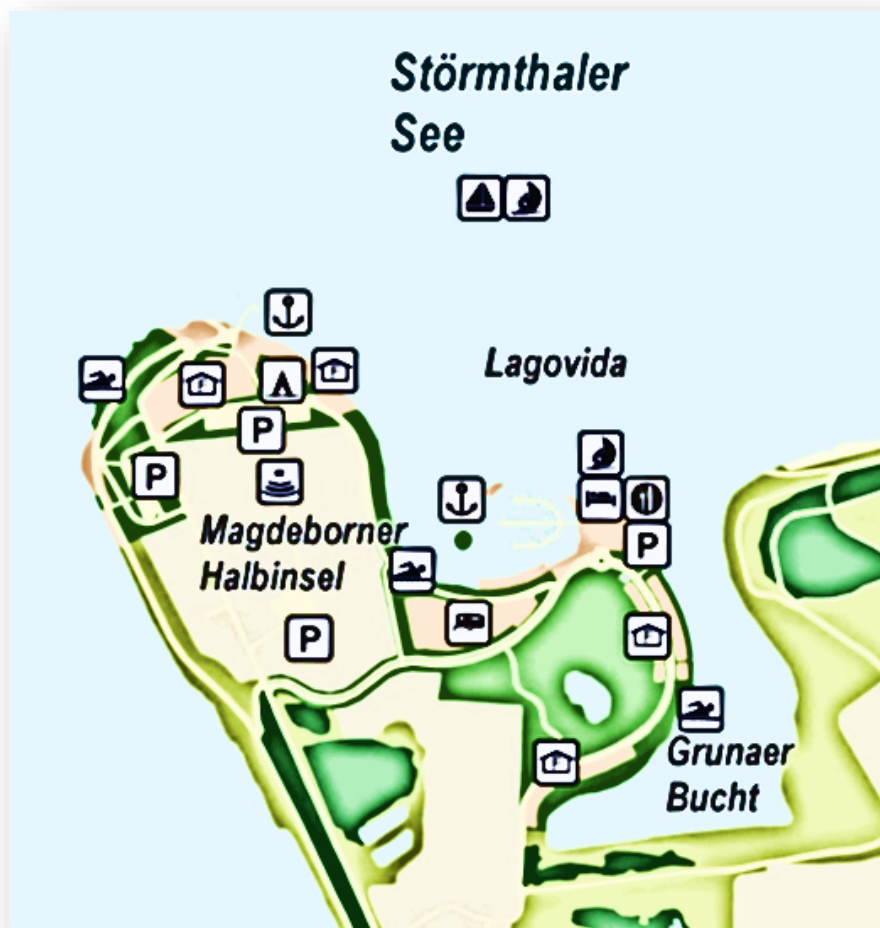 Störmthaler
See
Lagovida
P
P
Magdeborner
Halbinsel
P
P
Grunaer
Bucht